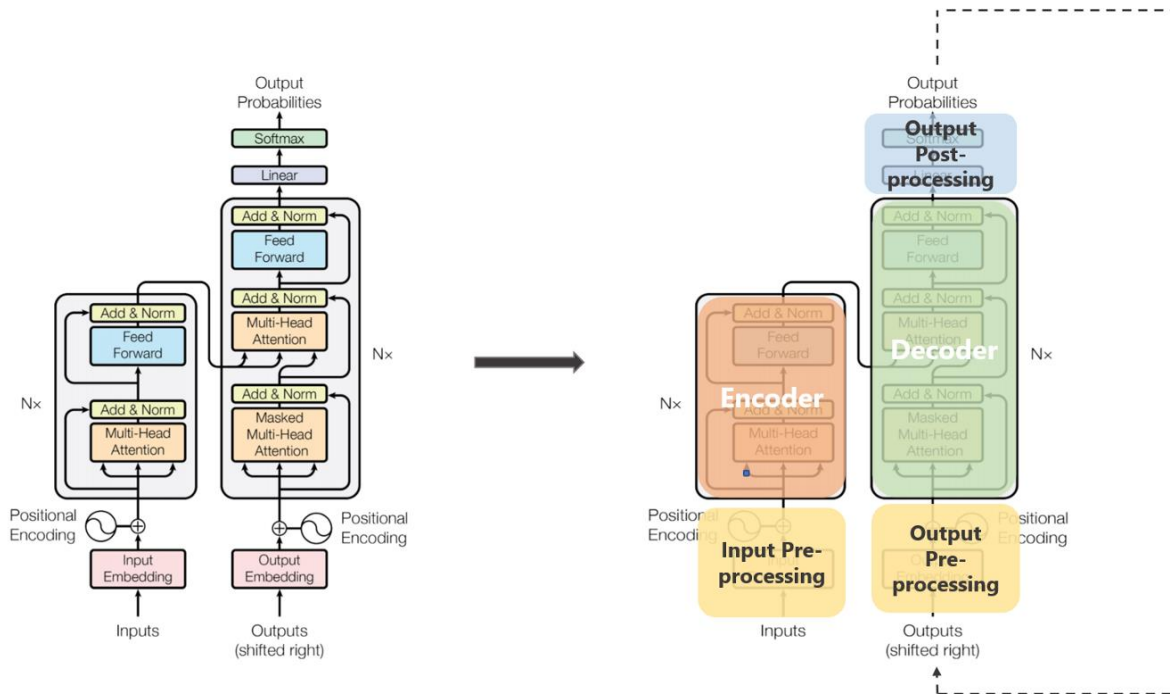 Output
Probabilities
Softmax
Linear
Add & Norm
Feed
Forward
Add & Norm
Multi-Head
Attention
Add & Norm
Masked
Multi-Head
Attention
Nx
Add & Norm
Feed
Forward
Nx
Add & Norm
Multi-Head
Attention
Positional
Encoding
Positional
Encoding
Input
Embedding
Output
Embedding
Inputs
Outputs
(shifted right)
Output
Probabilities
Softmax
Linear
Output
Post-
processing
Add & Norm
Feed
Forward
Add & Norm
Multi-Head
Attention
Decoder
Add & Norm
Masked
Multi-Head
Attention
Nx
Add & Norm
Feed
Forward
Encoder
Nx
Add & Norm
Multi-Head
Attention
Positional
Encoding
Positional
Encoding
Input Pre-
processing
Input
Output
Pre-
processing
Inputs
Outputs
(shifted right)